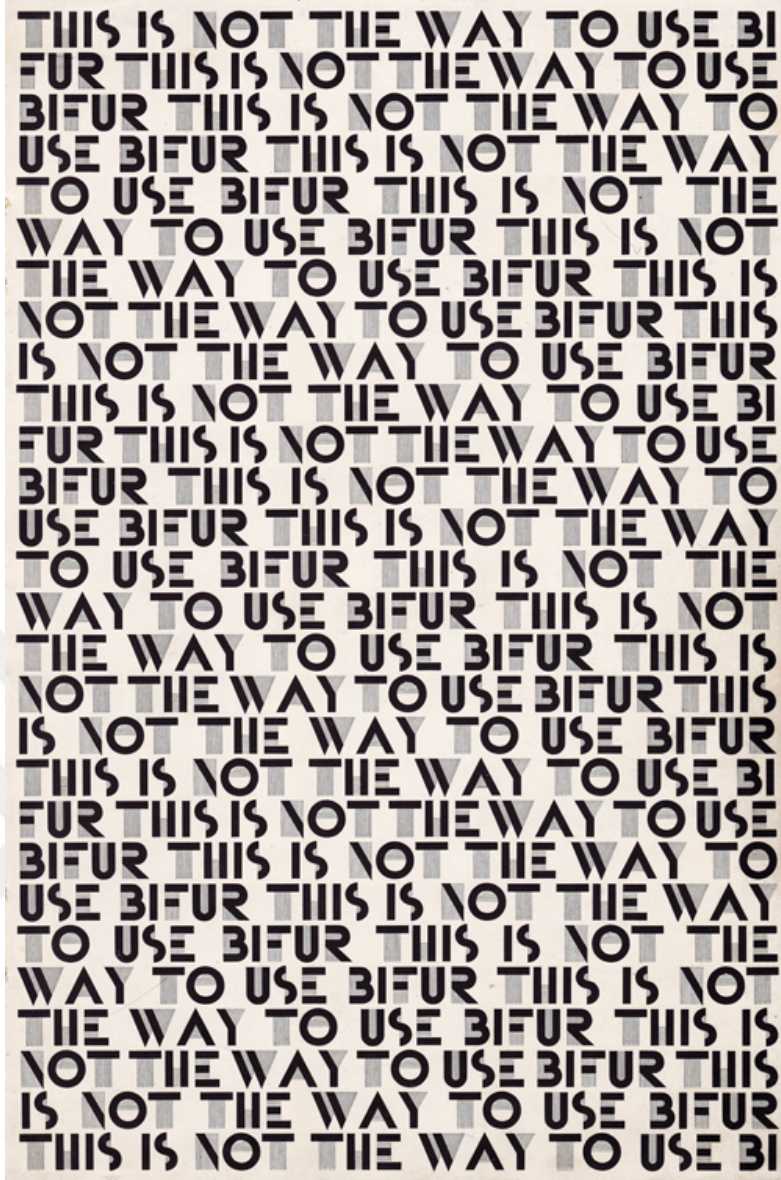 THIS IS NOT THE WAY TO USE BI
FUR THIS IS NOT THE WAY TO USE
BIFUR THIS IS NOT THE WAY TO
USE BIFUR THIS IS NOT THE WAY
TO USE BIFUR THIS IS NOT THE
WAY TO USE BIFUR THIS IS NOT
THE WAY TO USE BIFUR THIS IS
NOT THE WAY TO USE BIFUR THIS
IS NOT THE WAY TO USE BIFUR
THIS IS NOT THE WAY TO USE BI
FUR THIS IS NOT THE WAY TO USE
BIFUR THIS IS NOT THE WAY TO
USE BIFUR THIS IS NOT THE WAY
TO USE BIFUR THIS IS NOT THE
WAY TO USE BIFUR THIS IS NOT
THE WAY TO USE BIFUR THIS IS
NOT THE WAY TO USE BIFUR THIS
IS NOT THE WAY TO USE BIFUR
THIS IS NOT THE WAY TO USE BI
FUR THIS IS NOT THE WAY TO USE
BIFUR THIS IS NOT THE WAY TO
USE BIFUR THIS IS NOT THE WAY
TO USE BIFUR THIS IS NOT THE
WAY TO USE BIFUR THIS IS NOT
THE WAY TO USE BIFUR THIS IS
NOT THE WAY TO USE BIFUR THIS
IS NOT THE WAY TO USE BIFUR
THIS IS NOT THE WAY TO USE BI